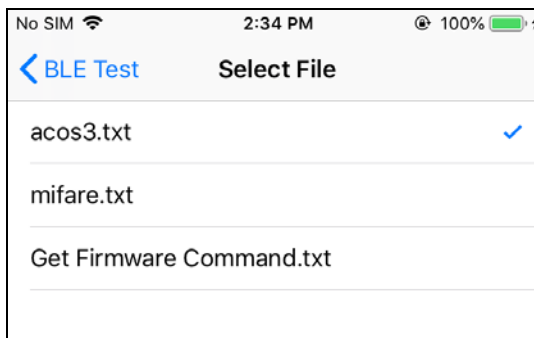 No SIM 2:34 PM 100%
BLE Test Select File
acos3.txt
mifare.txt
Get Firmware Command.txt